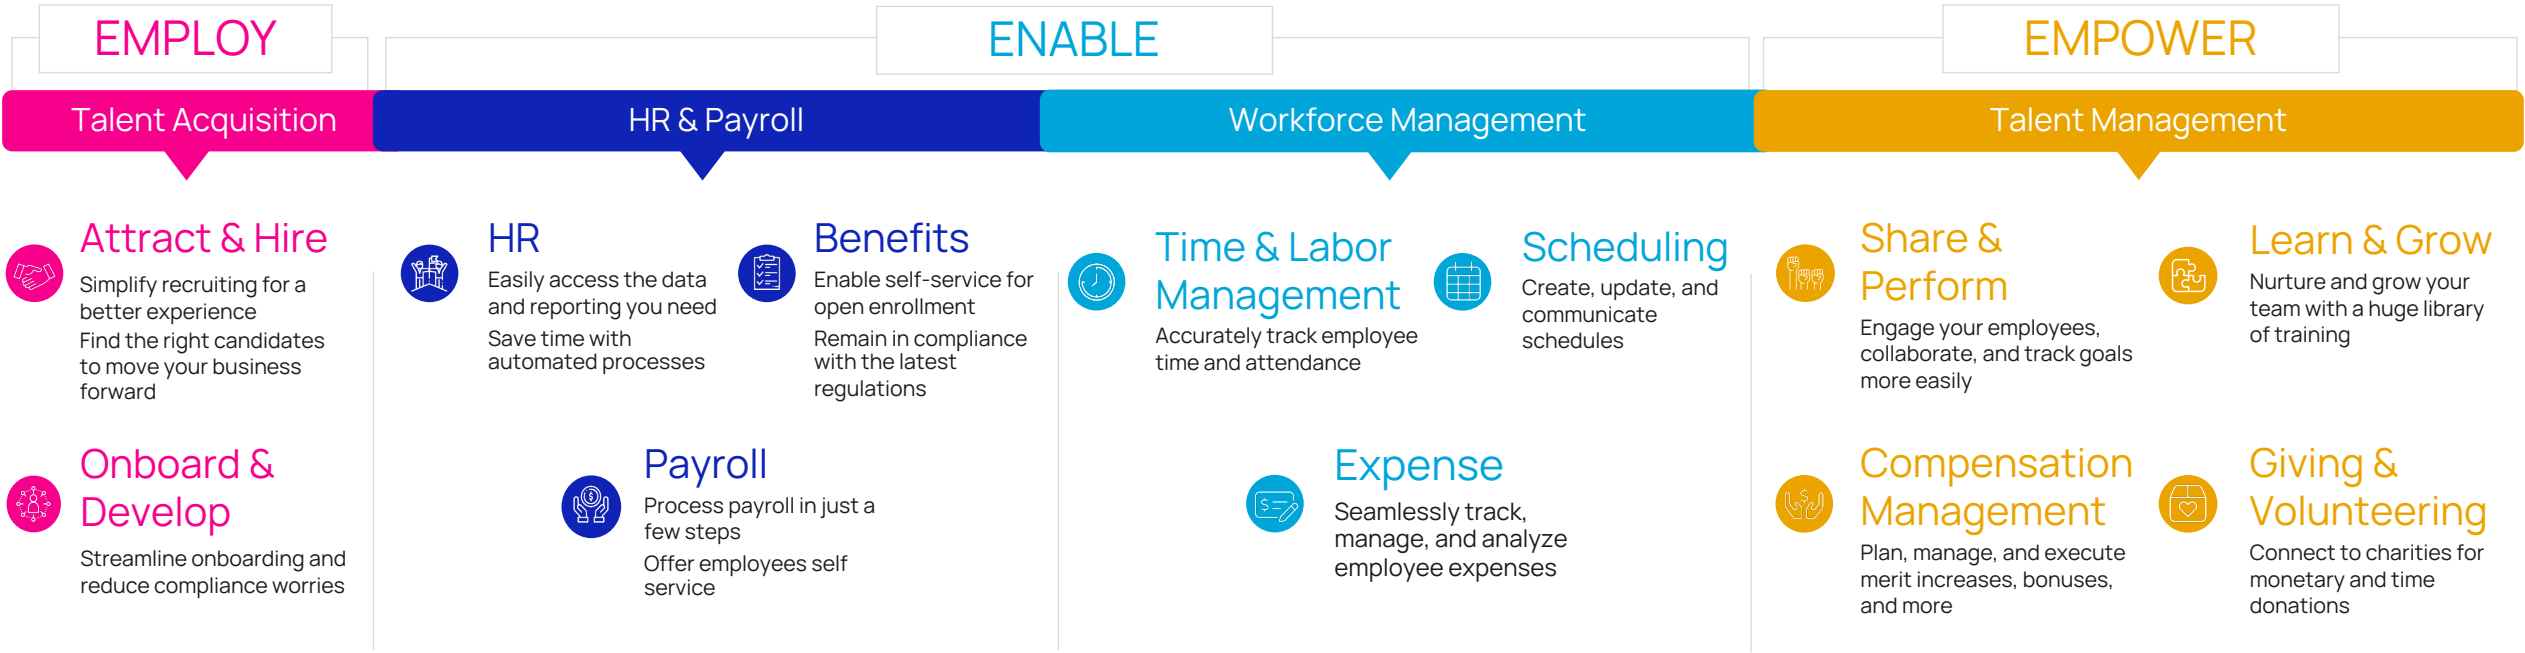 EMPLOY
ENABLE
EMPOWER
Talent Acquisition
HR & Payroll
Workforce Management
Talent Management
Attract & Hire
Simplify recruiting for a
better experience
Find the right candidates
to move your business
forward
Onboard &
Develop
Streamline onboarding and
reduce compliance worries
HR
Easily access the data
and reporting you need
Save time with
automated processes
Benefits
Enable self-service for
open enrollment
Remain in compliance
with the latest
regulations
Payroll
Process payroll in just a
few steps
Offer employees self
service
Time & Labor
Management
Accurately track employee
time and attendance
Scheduling
Create, update, and
communicate
schedules
Expense
Seamlessly track,
manage, and analyze
employee expenses
Share &
Perform
Engage your employees,
collaborate, and track goals
more easily
Learn & Grow
Nurture and grow your
team with a huge library
of training
Compensation
Management
Plan, manage, and execute
merit increases, bonuses,
and more
Giving &
Volunteering
Connect to charities for
monetary and time
donations